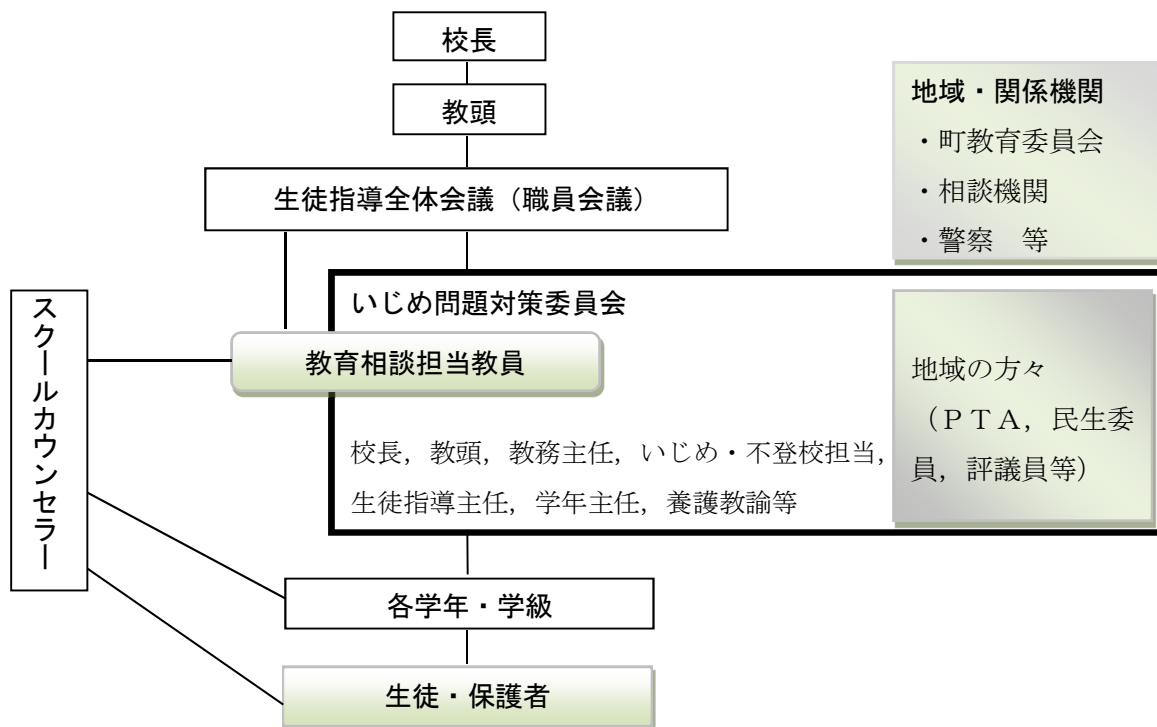 校長
教頭
生徒指導全体会議（職員会議）
地域・関係機関
・町教育委員会
・相談機関
・警察　等
スクールカウンセラー
いじめ問題対策委員会
教育相談担当教員
校長，教頭，教務主任，いじめ・不登校担当，
生徒指導主任，学年主任，養護教諭等
地域の方々
（ＰＴＡ，民生委
員，評議員等）
各学年・学級
生徒・保護者